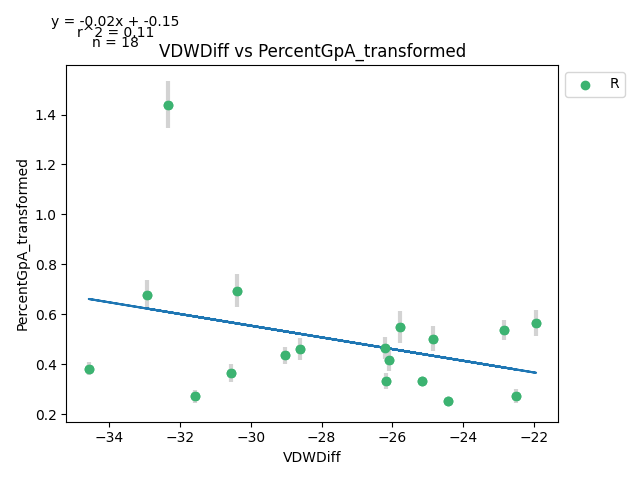 y = -0.02x + -0.15
r^2 = 0.11
n = 18
VDWDiff vs PercentGpA_transformed
R
PercentGpA_transformed
1.4
1.2
1.0
0.8
0.6
0.4
0.2
−34 −32 −30 −28 −26 −24 −22
VDWDiff